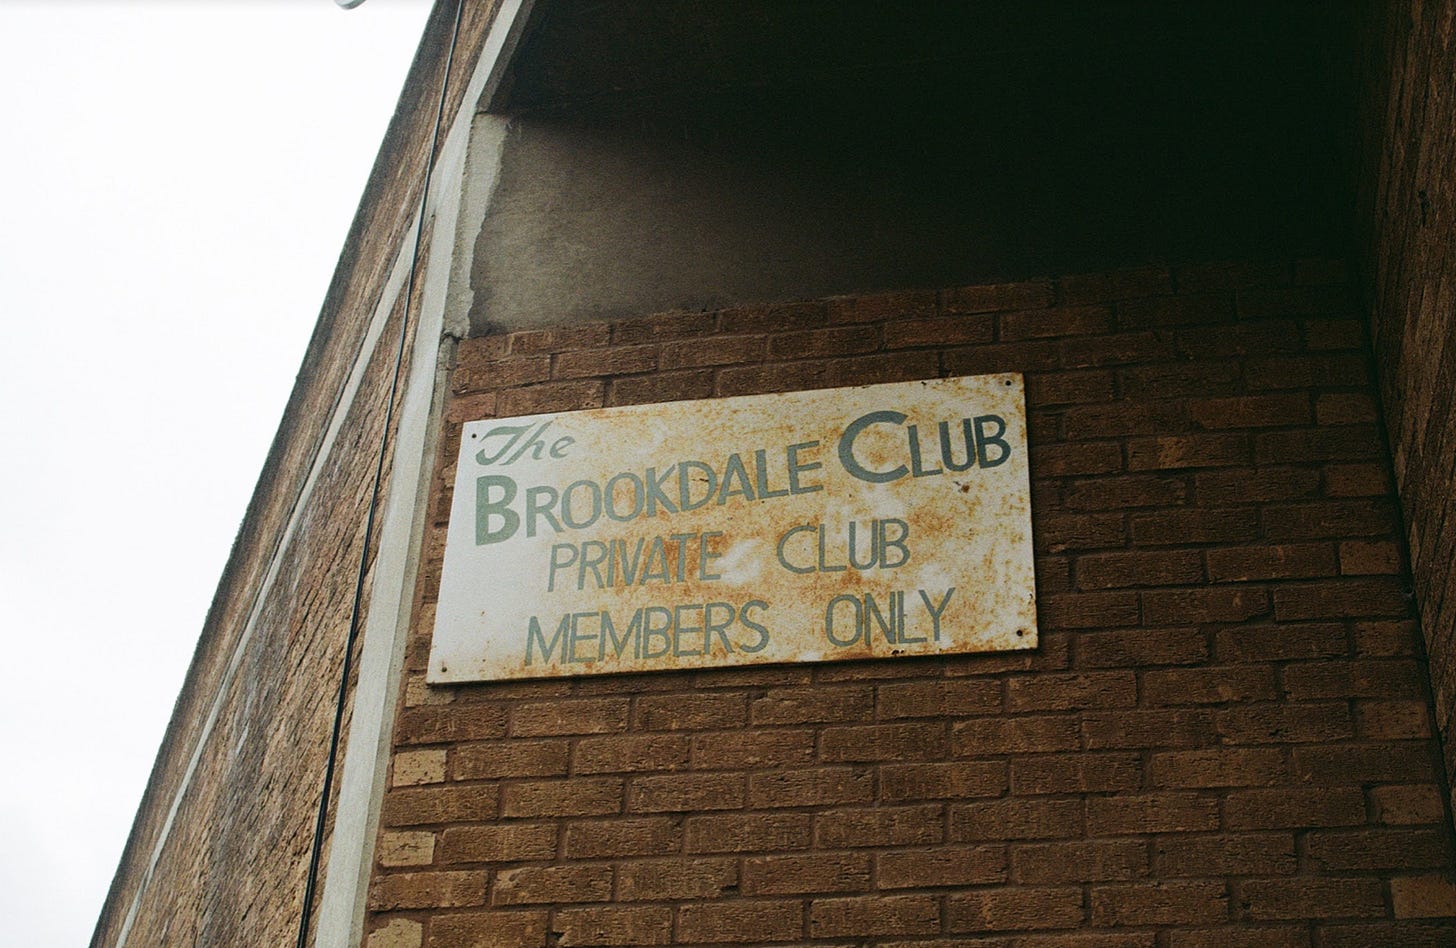 The
BROOKDALE CLUB
PRIVATE CLUB
MEMBERS ONLY